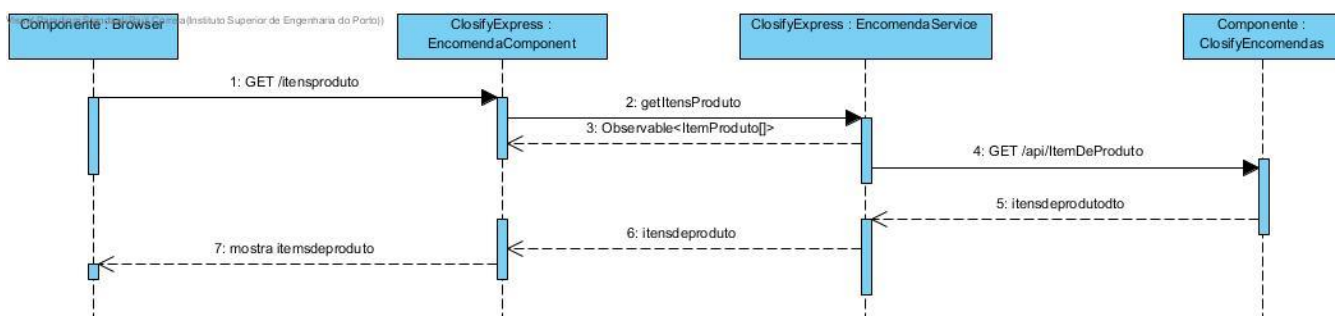 (Instituto Superior de Engenharia do Porto))
Componente : Browser
ClosifyExpress :
EncomendaComponent
ClosifyExpress : EncomendaService
Componente :
ClosifyEncomendas
1: GET /itensproduto
2: getItensProduto
3: Observable<ItemProduto[]>
4: GET /api/ItemDeProduto
5: itensdeprodutodto
6: itensdeproduto
7: mostra itemsdeproduto